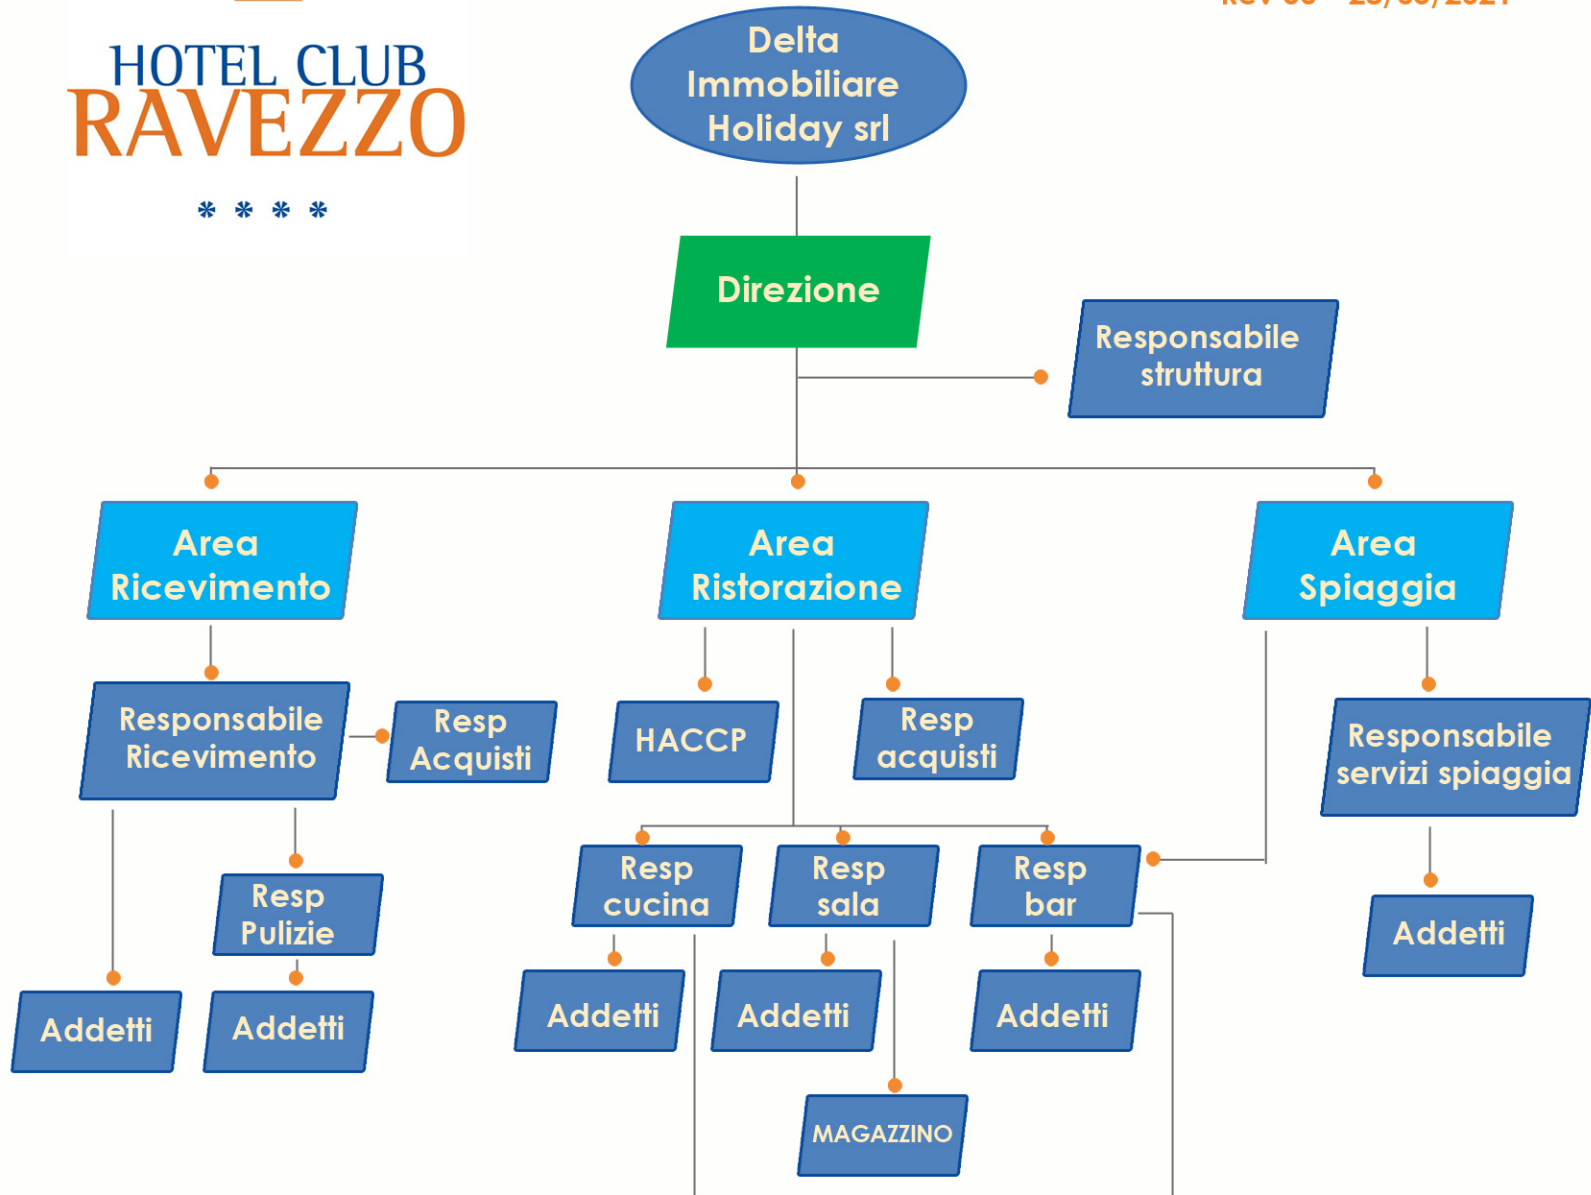 HOTEL CLUB
RAVEZZO
* * * *
Delta
Immobiliare
Holiday srl
Direzione
Responsabile
struttura
Area
Ricevimento
Area
Ristorazione
Area
Spiaggia
Responsabile
Ricevimento
Resp
Acquisti
HACCP
Resp
acquisti
Responsabile
servizi spiaggia
Resp
cucina
Resp
sala
Resp
bar
Resp
Pulizie
Addetti
Addetti
Addetti
Addetti
Addetti
Addetti
MAGAZZINO